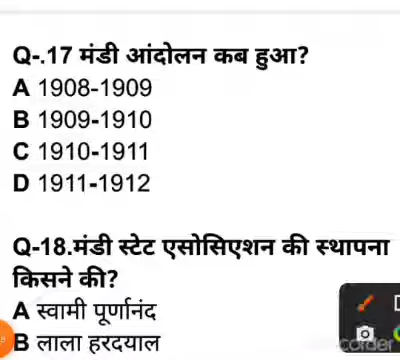 Q-.17 मंडी आंदोलन कब हुआ?
A 1908-1909
B 1909-1910
C 1910-1911
D 1911-1912
Q-18.मंडी स्टेट एसोसिएशन की स्थापना
किसने की?
A स्वामी पूर्णानंद
B लाला हरदयाल